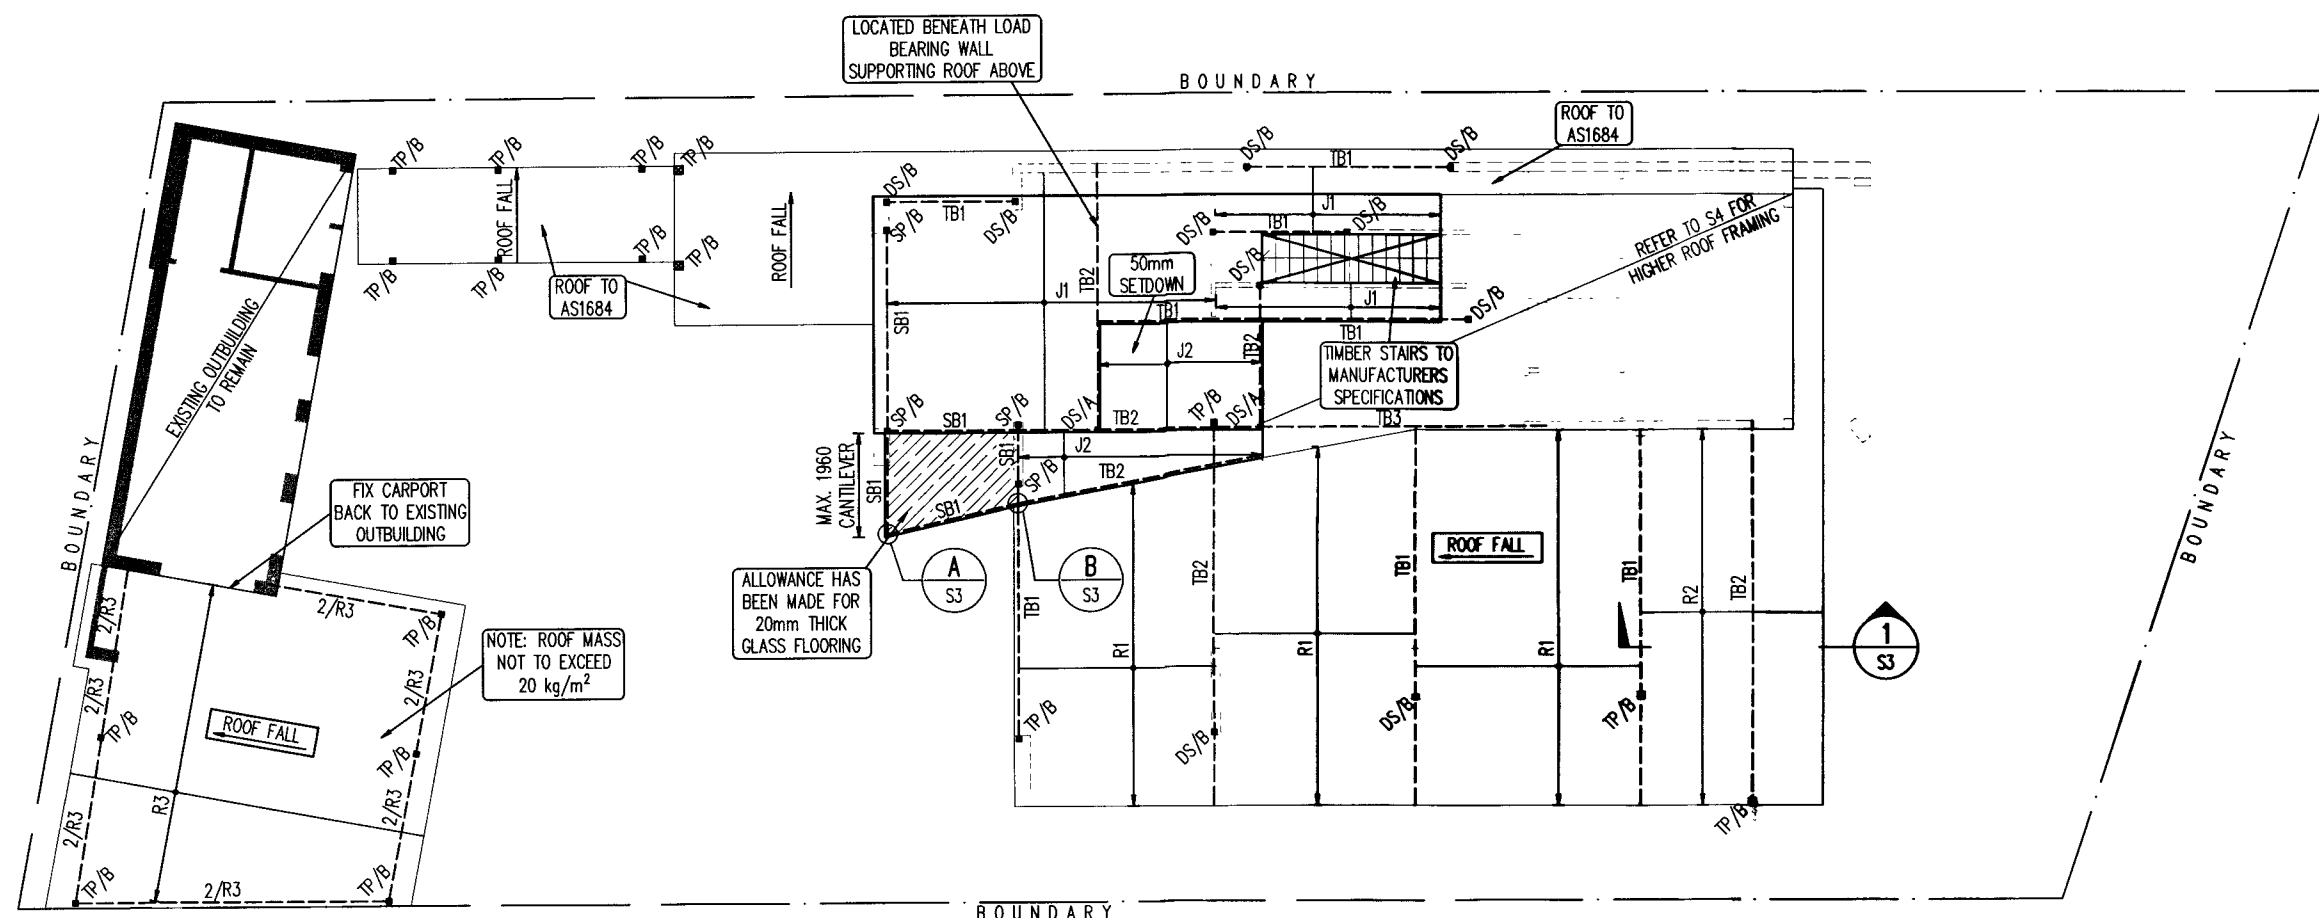 LOCATED BENEATH LOAD
BEARING WALL
SUPPORTING ROOF ABOVE
BOUNDARY
ROOF TO
AS1684
TP/B
TP/B
TP/B
TP/B
DS/B
TB1
DS/B
DS/B
TB1
SP/B
DS/B
J1
TB1
DS/B
DS/B
ROOF FALL
ROOF FALL
TP/B
TP/B
TP/B
TP/B
ROOF TO
AS1684
TB2
50mm
SETDOWN
DS/B
REFER TO S4 FOR
HIGHER ROOF FRAMING
J1
J1
SB1
TB1
TB1
DS/B
J2
TB2
TIMBER STAIRS TO
MANUFACTURERS
SPECIFICATIONS
EXISTING OUTBUILDING
TO REMAIN
SP/B
SB1
SP/B
DS/A
TB2
TP/B
DS/A
TB3
BOUNDARY
MAX. 1960
CANTILEVER
SB1
SB1
SB1
SP/B
J2
TB2
BOUNDARY
FIX CARPORT
BACK TO EXISTING
OUTBUILDING
ROOF FALL
ALLOWANCE HAS
BEEN MADE FOR
20mm THICK
GLASS FLOORING
A
S3
B
S3
TB1
R1
TB2
R1
TB1
R1
TB1
R2
TB2
1
S3
2/R3
2/R3
TP/B
NOTE: ROOF MASS
NOT TO EXCEED
20 kg/m²
2/R3
2/R3
TP/B
ROOF FALL
TP/B
TP/B
DS/B
DS/B
TP/B
TP/B
2/R3
R3
2/R3
TP/B
2/R3
TP/B
BOUNDARY